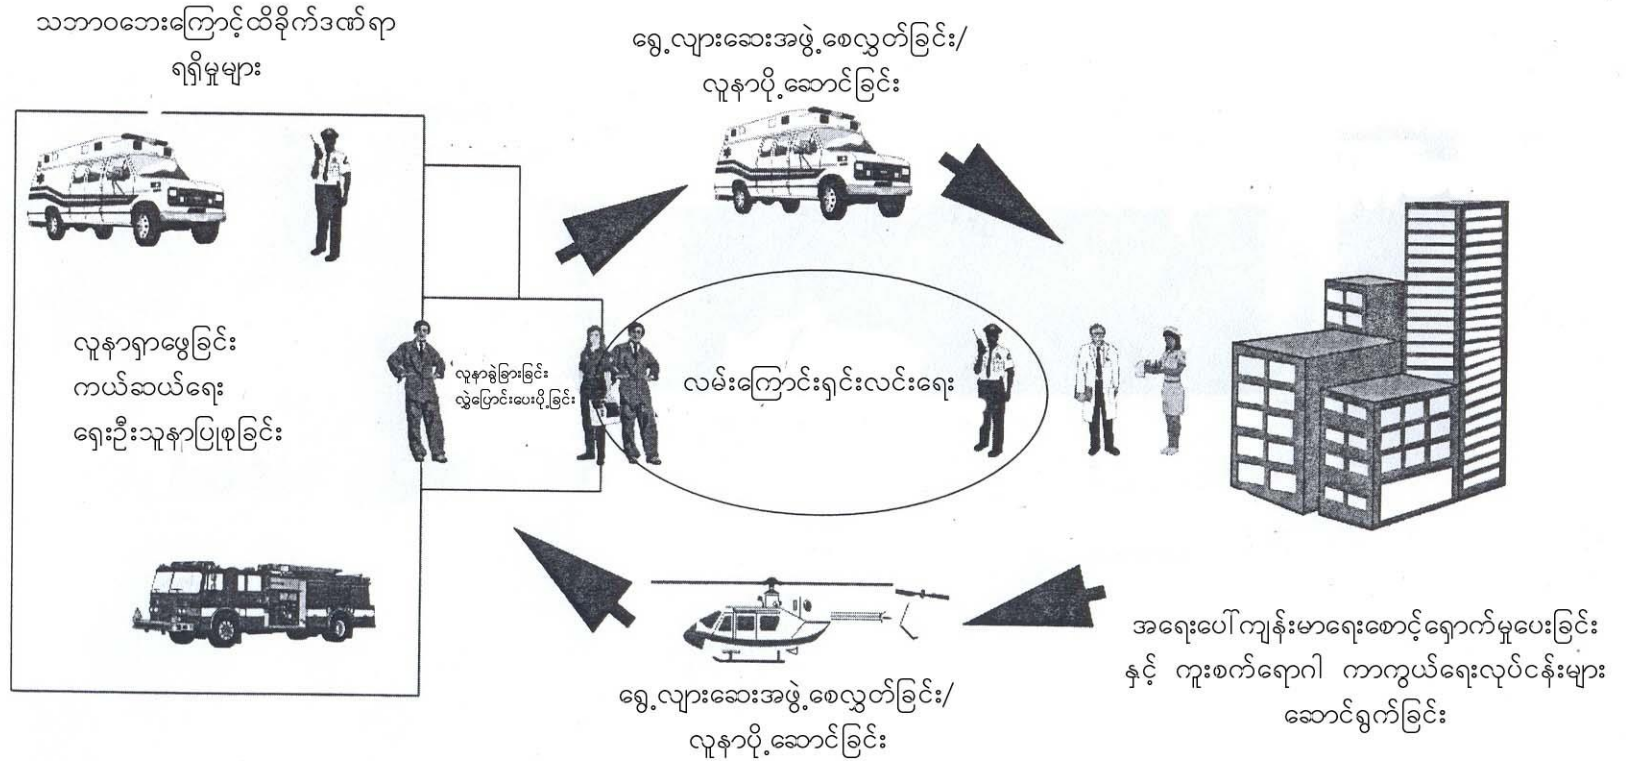 သဘာဝဘေးကြောင့်ထိခိုက်ဒဏ်ရာ
ရရှိမှုများ
ရွေ့လျားဆေးအဖွဲ့စေလွှတ်ခြင်း/
လူနာပို့ဆောင်ခြင်း
လူနာရှာဖွေခြင်း
ကယ်ဆယ်ရေး
ရှေးဦးသူနာပြုစုခြင်း
လူနာခွဲခြားခြင်း
လွှဲပြောင်းပေးပို့ခြင်း
လမ်းကြောင်းရှင်းလင်းရေး
ရွေ့လျားဆေးအဖွဲ့စေလွှတ်ခြင်း/
လူနာပို့ဆောင်ခြင်း
အရေးပေါ်ကျန်းမာရေးစောင့်ရှောက်မှုပေးခြင်း
နှင့် ကူးစက်ရောဂါ ကာကွယ်ရေးလုပ်ငန်းများ
ဆောင်ရွက်ခြင်း